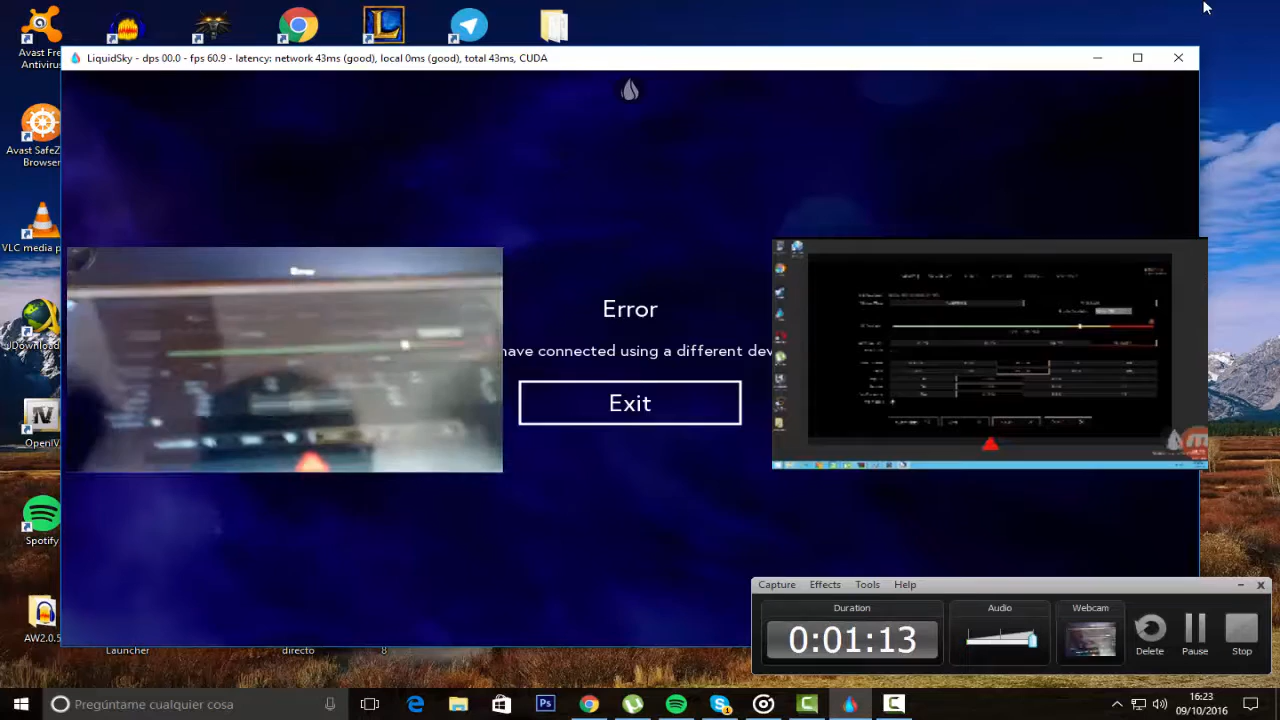 Avast Fre
Antivirus
LiquidSky - dps 00.0 - fps 60.9 - latency: network 43ms (good), local 0ms (good), total 43ms, CUDA
Avast SafeZ
Browser
VLC media p
JDownload
OpenIV
Spotify
AW2.0.5
Launcher
directo
8
Error
have connected using a different dev
Exit
Capture Effects Tools Help
Duration
0:01:13
Audio
Webcam
Delete
Pause
Stop
Pregúntame cualquier cosa
16:23
09/10/2016